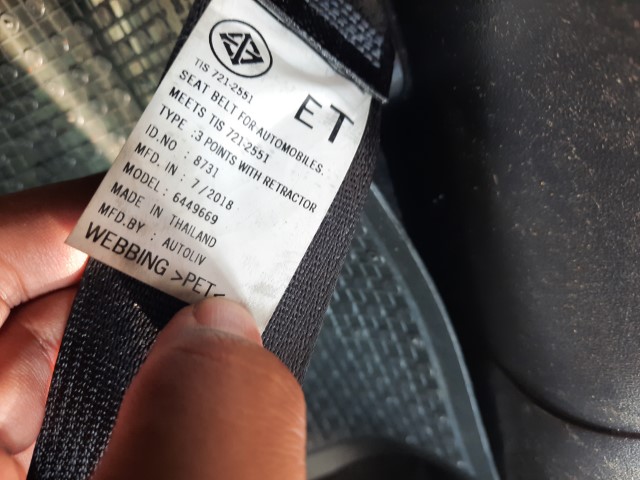 TIS 721-2551
ET
SEAT BELT FOR AUTOMOBILES.
MEETS TIS 721-2551
TYPE :3 POINTS WITH RETRACTOR
ID.NO : 8731
MFD. IN : 7/2018
MODEL : 6449669
MADE IN THAILAND
MFD.BY : AUTOLIV
WEBBING >PET<